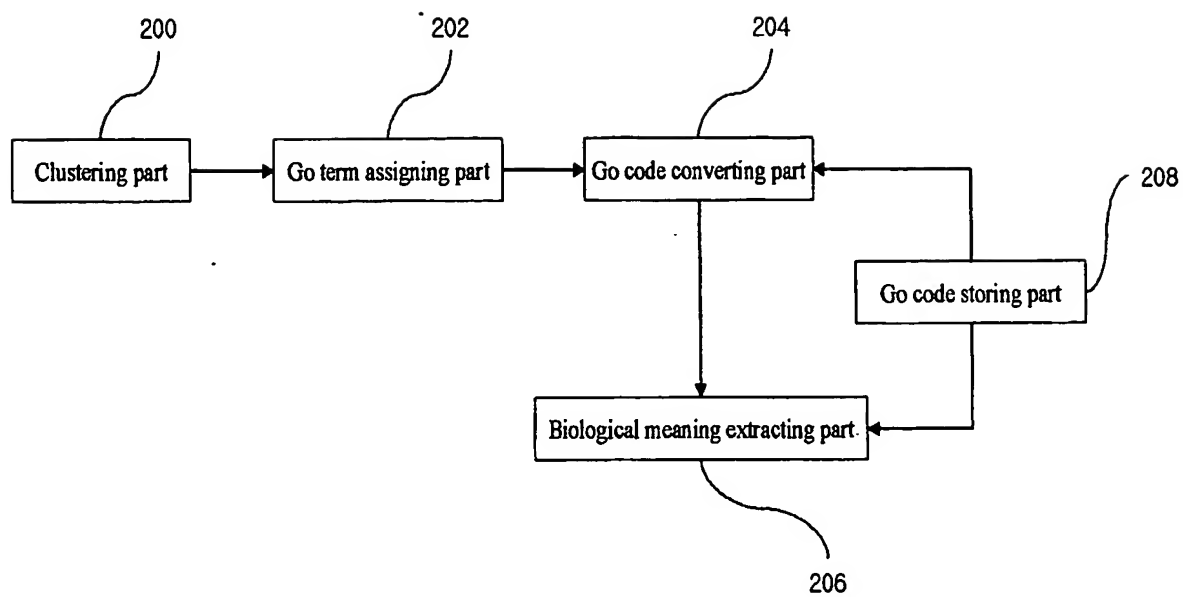 200
202
204
Clustering part
Go term assigning part
Go code converting part
208
Go code storing part
Biological meaning extracting part
206